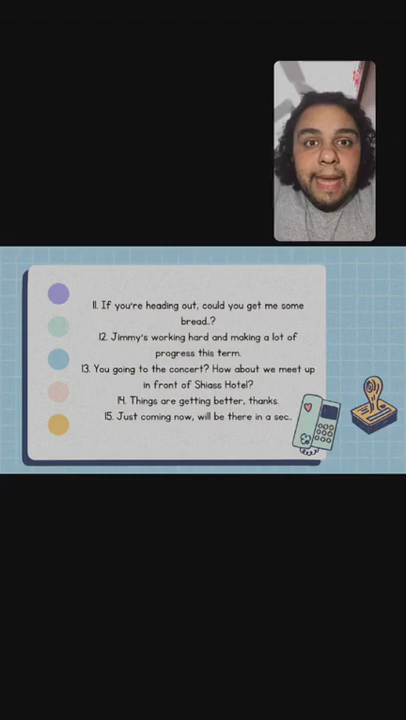 11. If you're heading out, could you get me some
bread..?
12. Jimmy's working hard and making a lot of
progress this term.
13. You going to the concert? How about we meet up
in front of Shiass Hotel?
14. Things are getting better, thanks.
15. Just coming now, will be there in a sec..